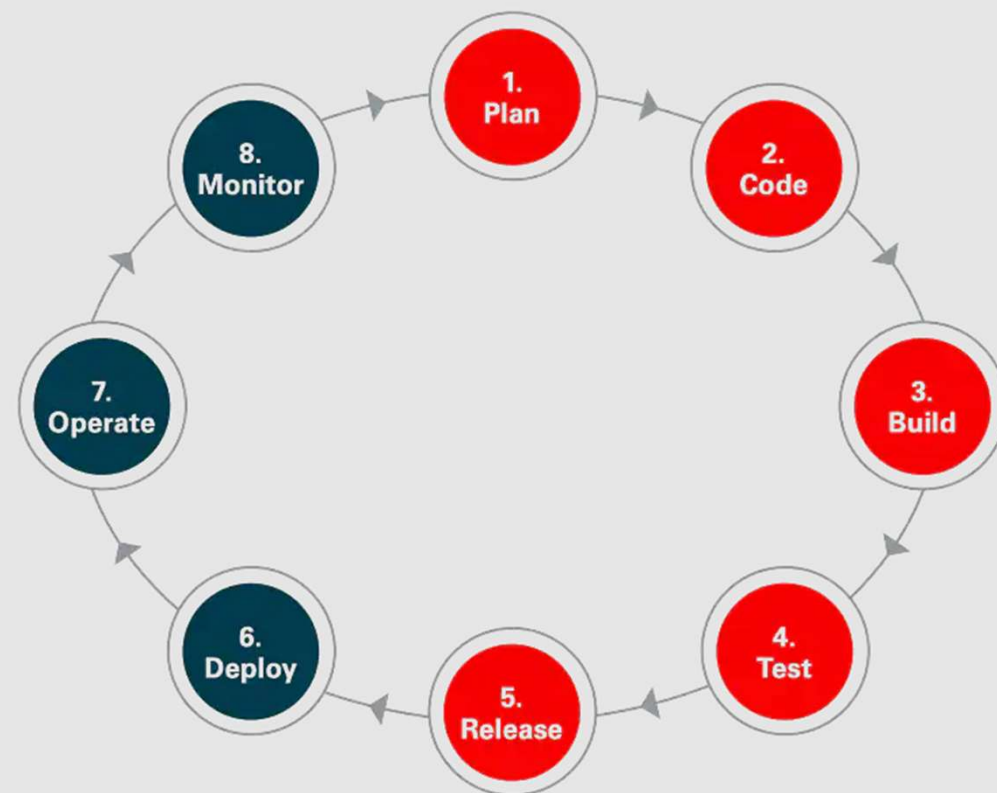 1.
Plan
2.
Code
3.
Build
4.
Test
5.
Release
6.
Deploy
7.
Operate
8.
Monitor